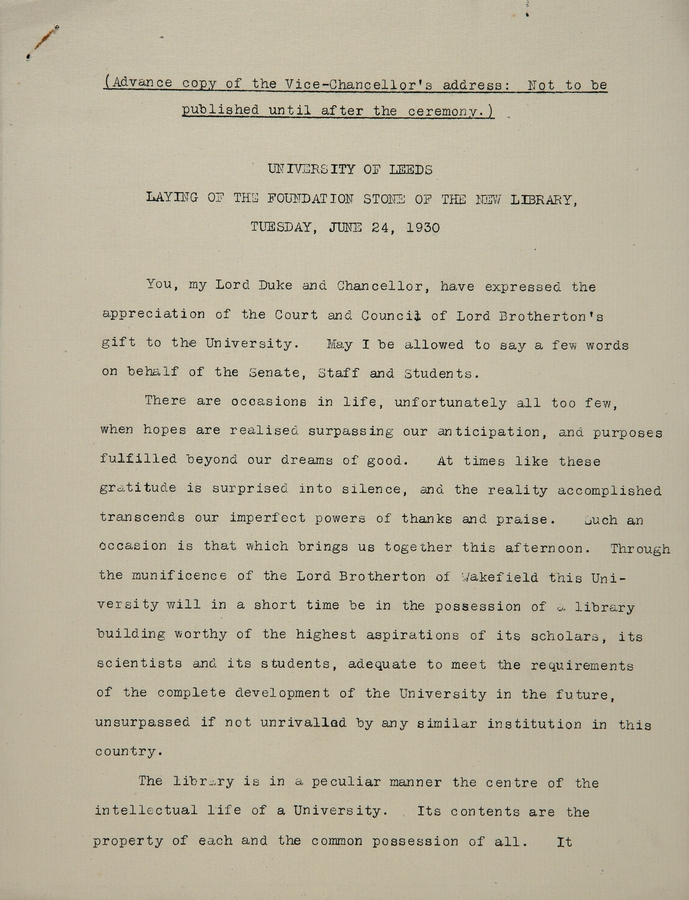 (Advance copy of the Vice-Chancellor's address: Not to be
published until after the ceremony.)
UNIVERSITY OF LEEDS
LAYING OF THE FOUNDATION STONE OF THE NEW LIBRARY,
TUESDAY, JUNE 24, 1930
You, my Lord Duke and Chancellor, have expressed the
appreciation of the Court and Council of Lord Brotherton's
gift to the University. May I be allowed to say a few words
on behalf of the Senate, Staff and Students.
There are occasions in life, unfortunately all too few,
when hopes are realised surpassing our anticipation, and purposes
fulfilled beyond our dreams of good. At times like these
gratitude is surprised into silence, and the reality accomplished
transcends our imperfect powers of thanks and praise. Such an
occasion is that which brings us together this afternoon. Through
the munificence of the Lord Brotherton of Wakefield this Uni-
versity will in a short time be in the possession of a library
building worthy of the highest aspirations of its scholars, its
scientists and its students, adequate to meet the requirements
of the complete development of the University in the future,
unsurpassed if not unrivalled by any similar institution in this
country.
The library is in a peculiar manner the centre of the
intellectual life of a University. Its contents are the
property of each and the common possession of all. It